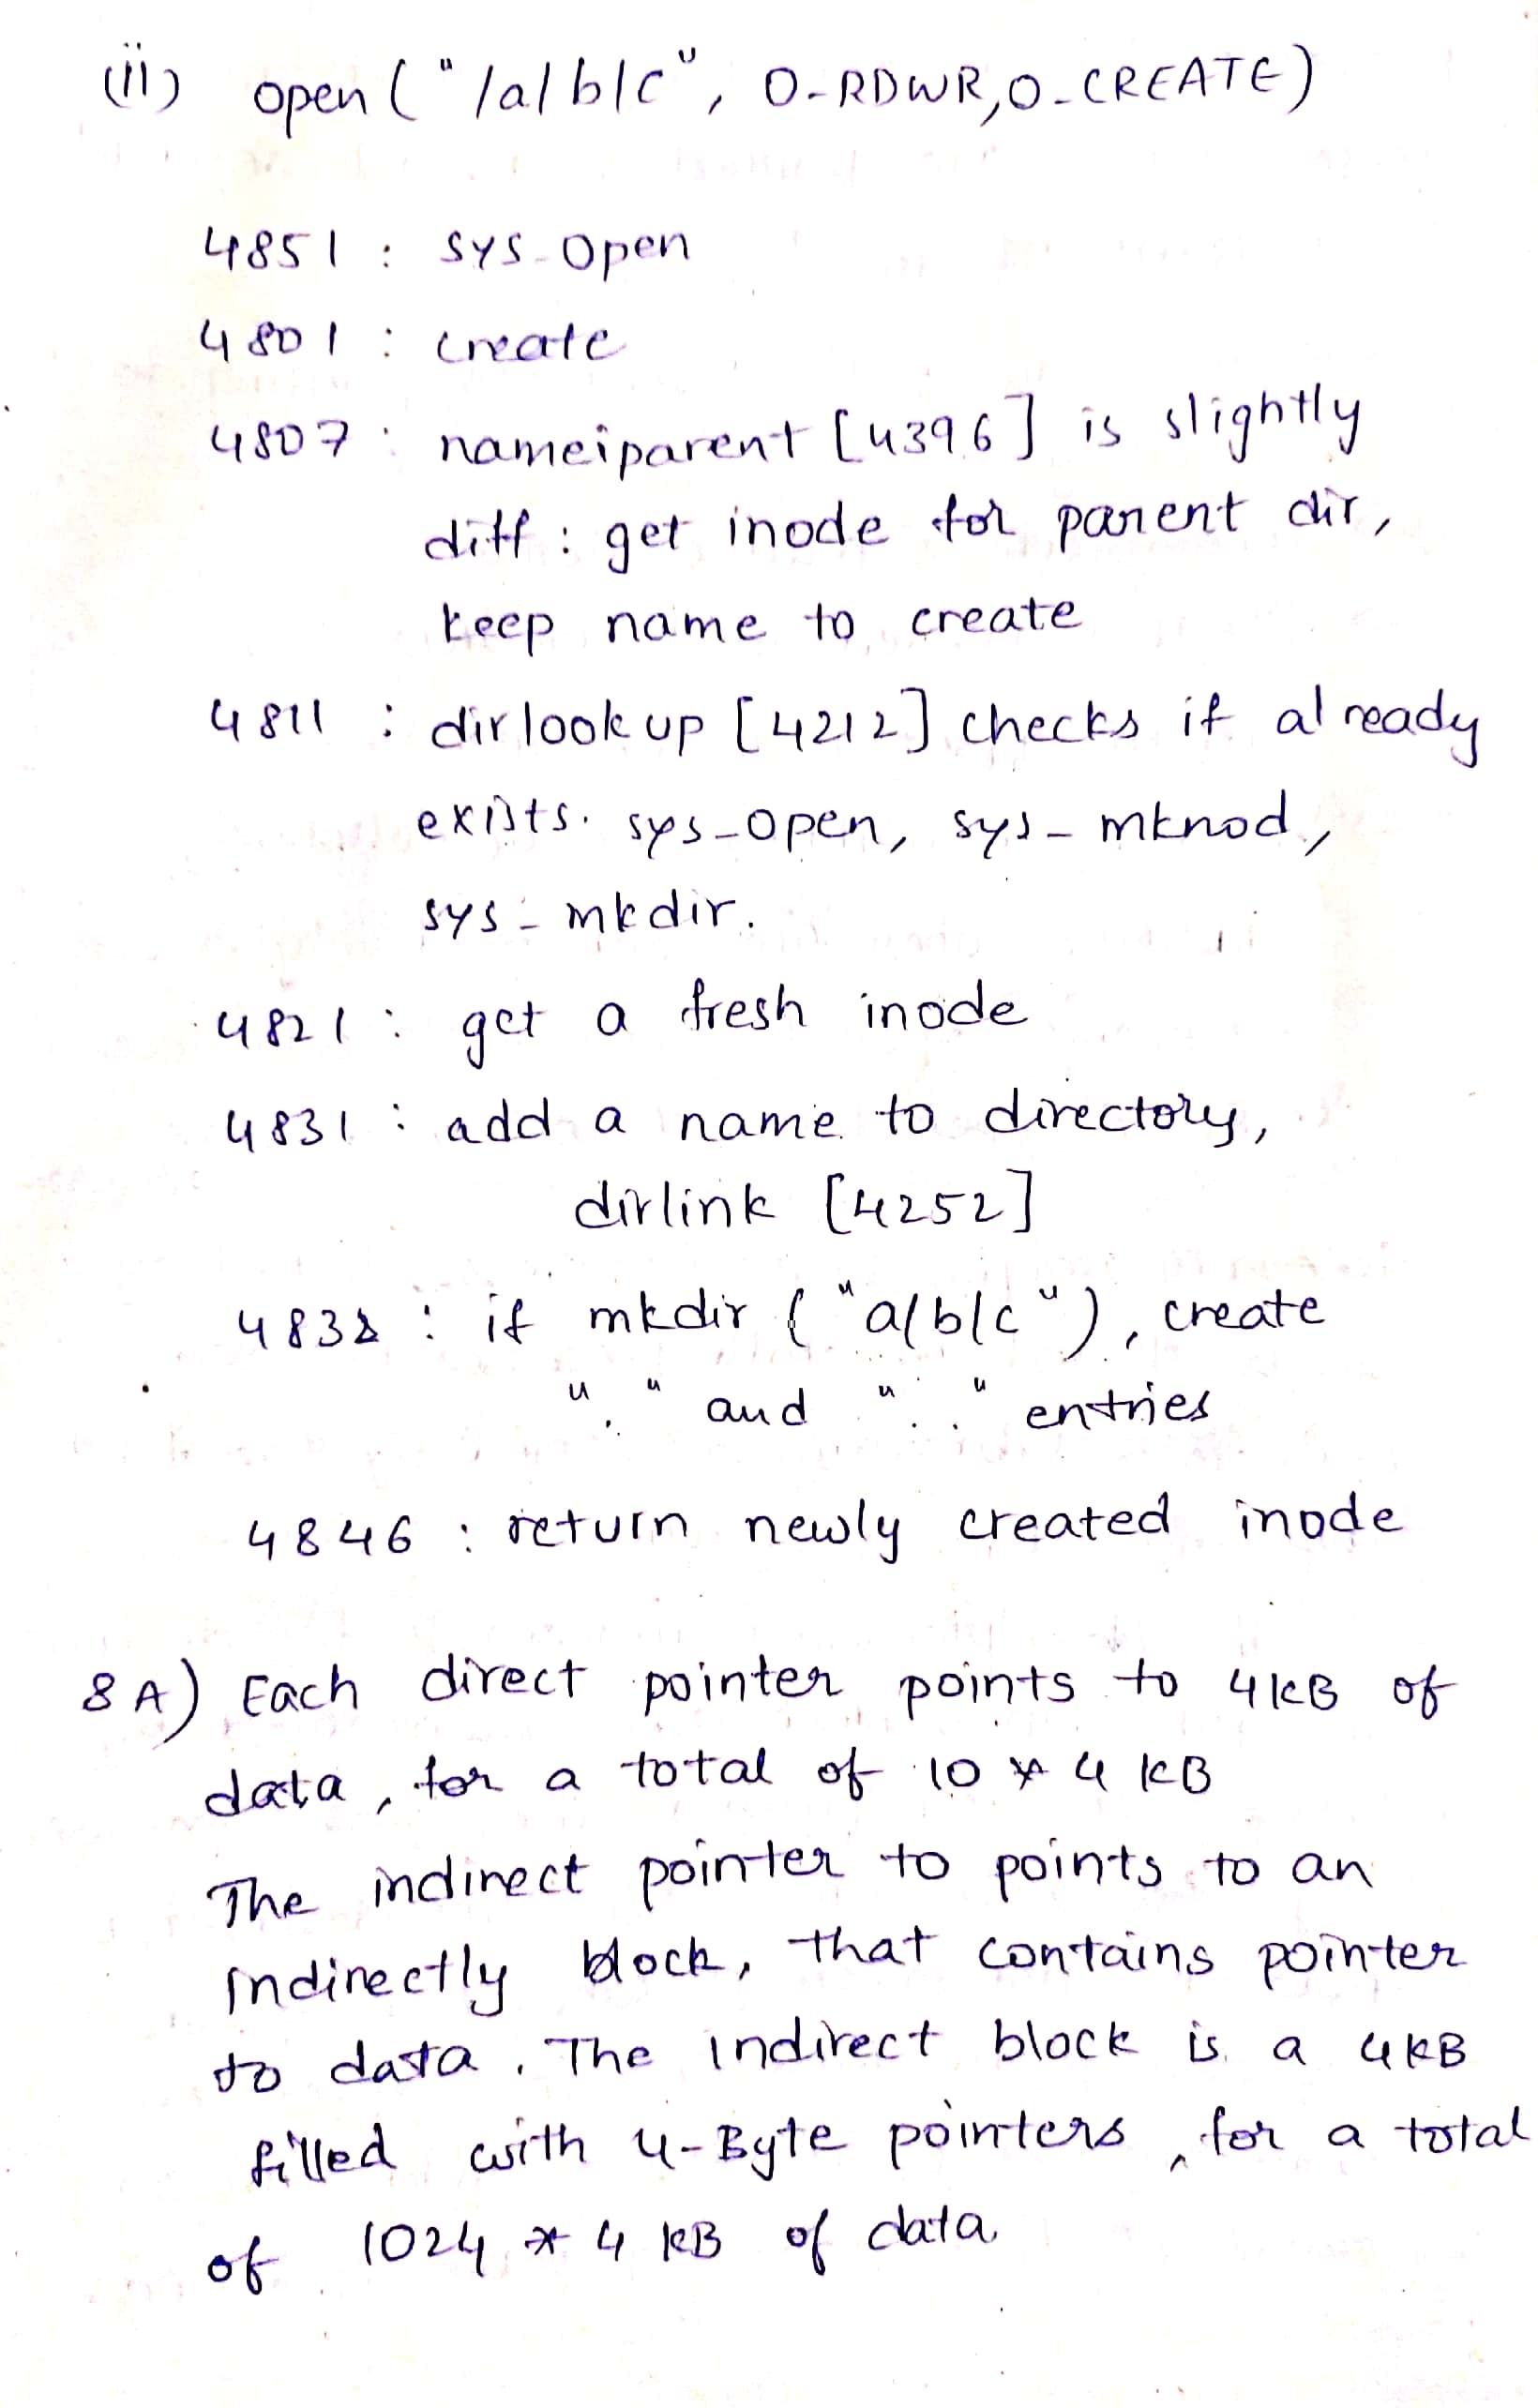 (ii) open ("/a/b/c", O-RDWR,O-CREATE)
4851 : sys-open
4801 : create
4807 : nameiparent [4396] is slightly
diff : get inode for parent dir,
keep name to create
4811 : dirlookup [4212] checks if already
exists. sys-open, sys-mknod,
sys-mkdir.
4821 : get a fresh inode
4831 : add a name to directory,
dirlink [4252]
: if mkdir ("a/b/c"), create
"." and ".." entries
4846 : return newly created inode
8A) Each direct pointer points to 4KB of
data, for a total of 10 * 4 KB
The indirect pointer to points to an
indirectly block, that contains pointer
to data. The indirect block is a 4KB
filled with 4-Byte pointers, for a total
of 1024 * 4 KB of data